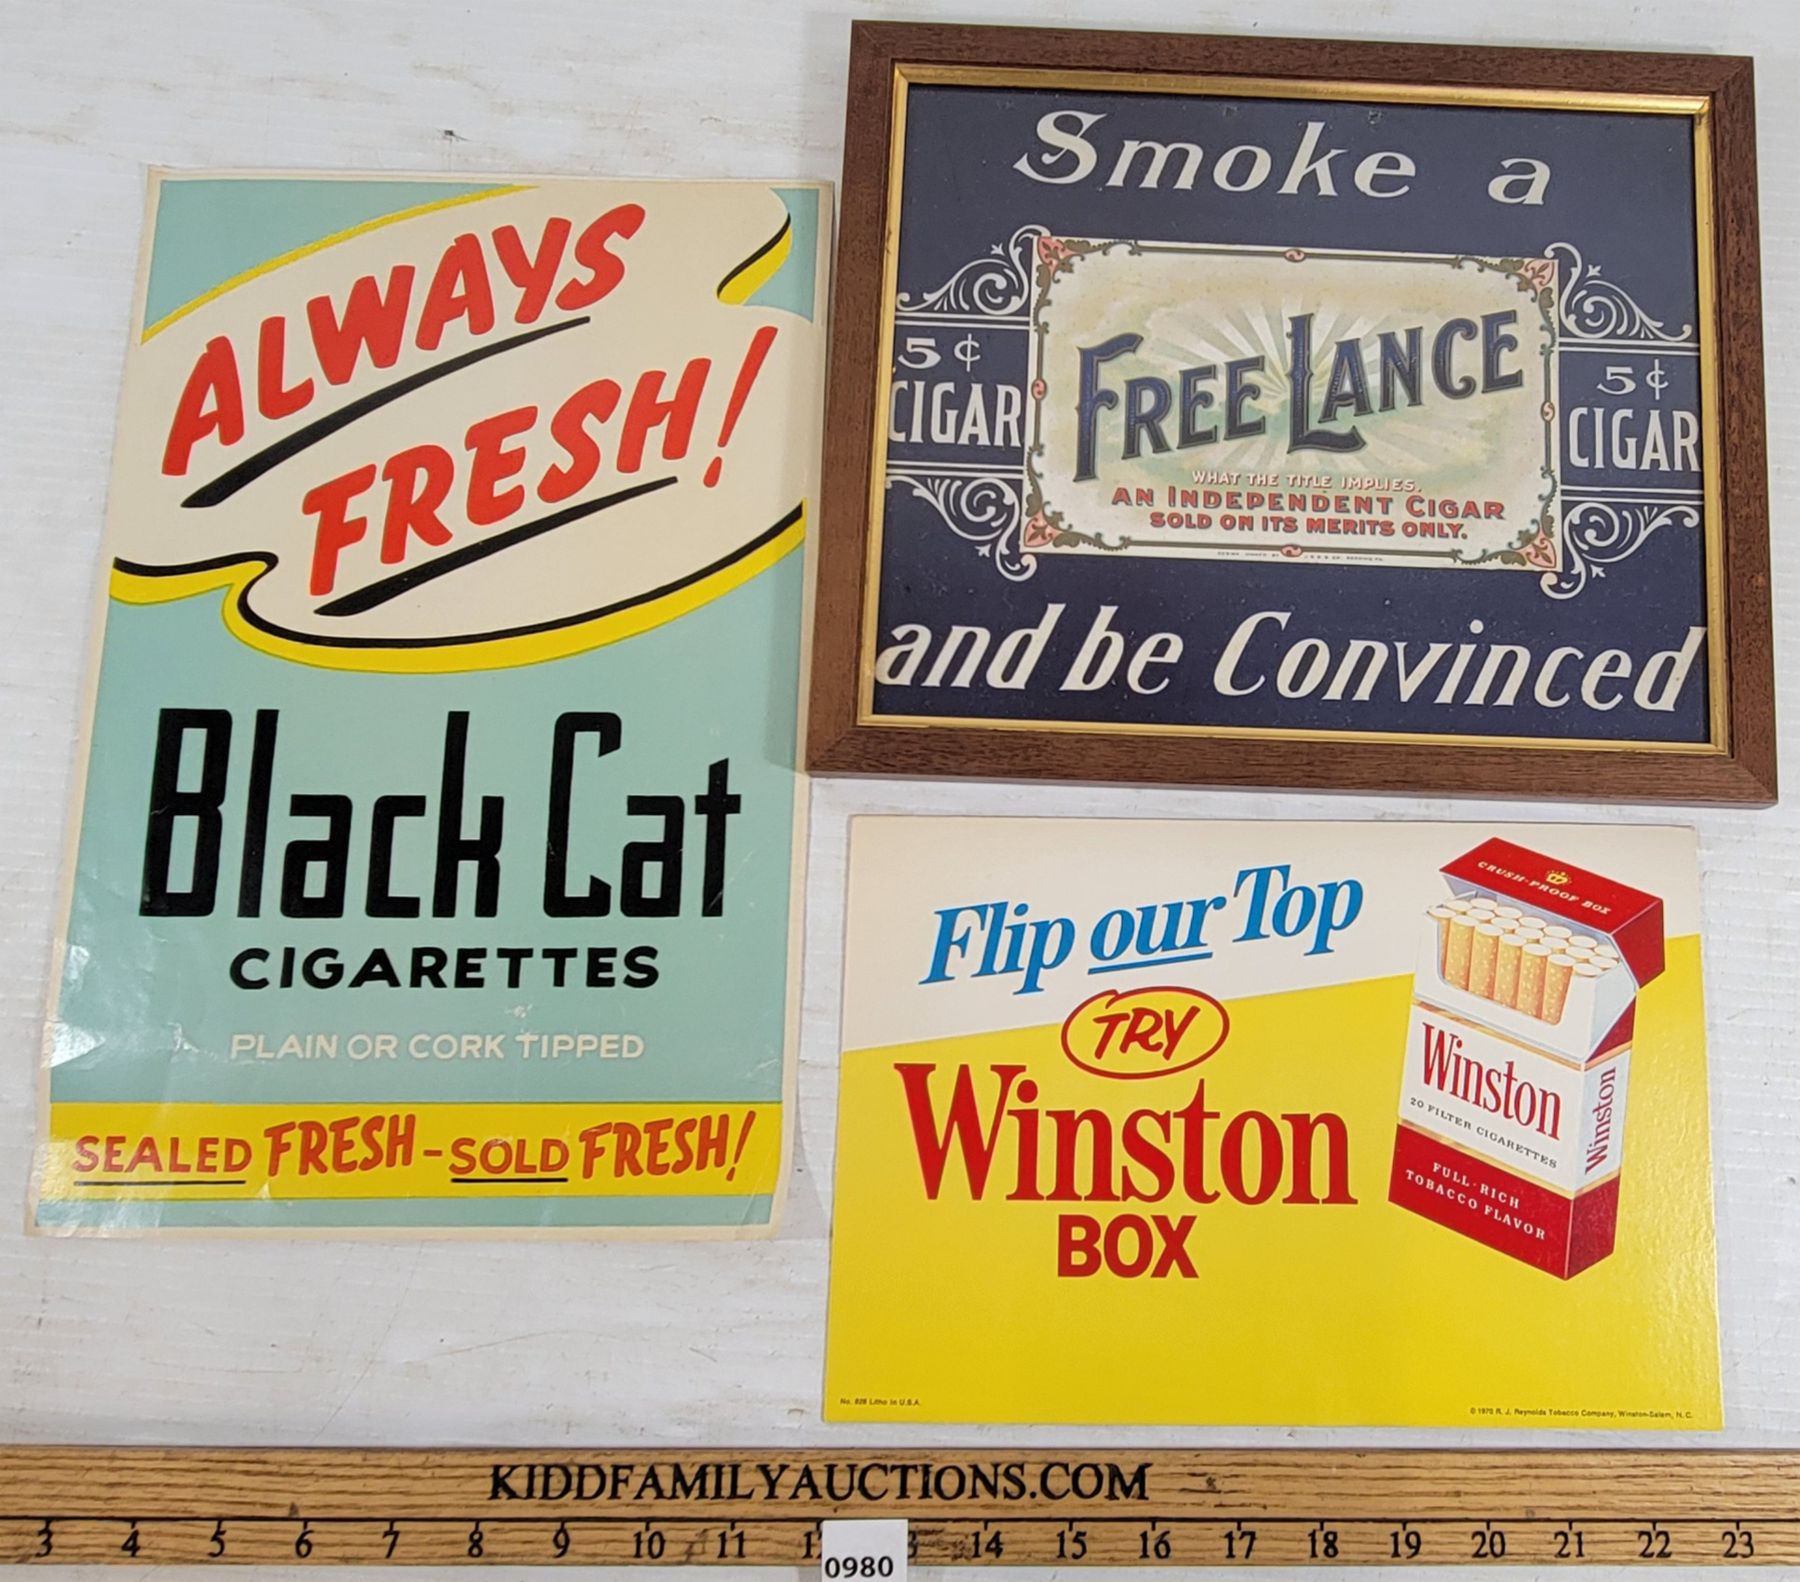 ALWAYS
FRESH!
Black Cat
CIGARETTES
PLAIN OR CORK TIPPED
SEALED FRESH - SOLD FRESH!
Smoke a
5¢
CIGAR
FREE LANCE
WHAT THE TITLE IMPLIES.
AN INDEPENDENT CIGAR
SOLD ON ITS MERITS ONLY.
5¢
CIGAR
and be Convinced
Flip our Top
TRY
Winston
BOX
CRUSH-PROOF BOX
Winston
20 FILTER CIGARETTES
FULL-RICH
TOBACCO FLAVOR
Winston
No. 828 Litho in U.S.A.
© 1970 R. J. Reynolds Tobacco Company, Winston-Salem, N. C.
KIDDFAMILYAUCTIONS.COM
3 4 5 6 7 8 9 10 11 14 15 16 17 18 19 20 21 22 23
0980